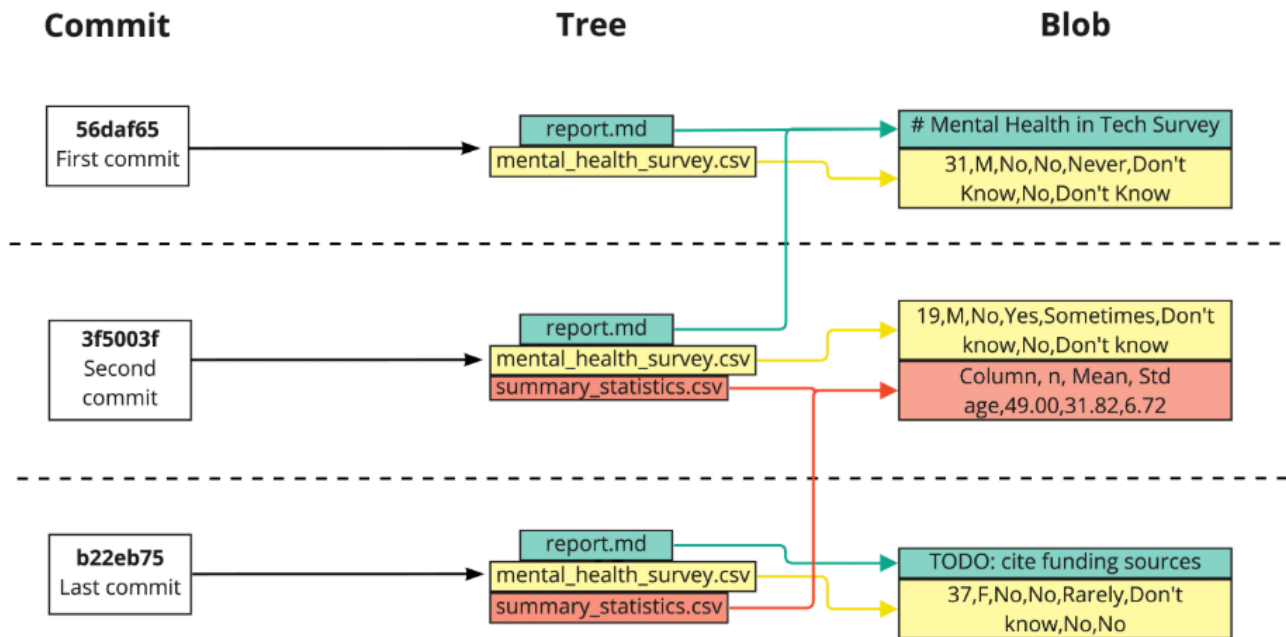 Commit
Tree
Blob
56daf65
First commit
report.md
mental_health_survey.csv
# Mental Health in Tech Survey
31,M,No,No,Never,Don't
Know,No,Don't Know
3f5003f
Second
commit
report.md
mental_health_survey.csv
summary_statistics.csv
19,M,No,Yes,Sometimes,Don't
know,No,Don't know
Column, n, Mean, Std
age,49.00,31.82,6.72
b22eb75
Last commit
report.md
mental_health_survey.csv
summary_statistics.csv
TODO: cite funding sources
37,F,No,No,Rarely,Don't
know,No,No